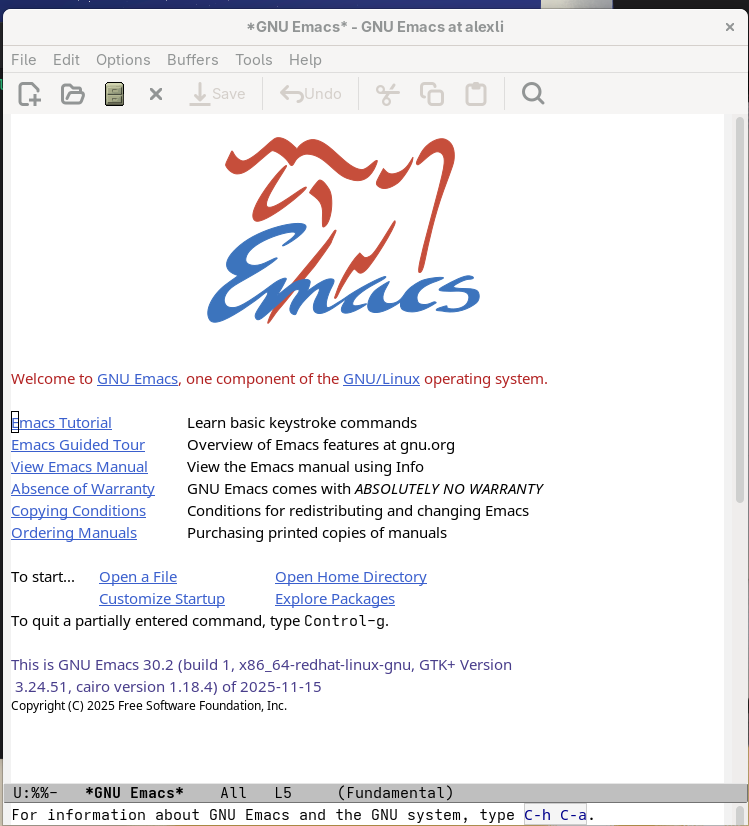 *GNU Emacs* - GNU Emacs at alexli
File Edit Options Buffers Tools Help
Save Undo
Emacs
Welcome to GNU Emacs, one component of the GNU/Linux operating system.
Emacs Tutorial Learn basic keystroke commands
Emacs Guided Tour Overview of Emacs features at gnu.org
View Emacs Manual View the Emacs manual using Info
Absence of Warranty GNU Emacs comes with ABSOLUTELY NO WARRANTY
Copying Conditions Conditions for redistributing and changing Emacs
Ordering Manuals Purchasing printed copies of manuals
To start... Open a File Open Home Directory
Customize Startup Explore Packages
To quit a partially entered command, type Control-g.
This is GNU Emacs 30.2 (build 1, x86_64-redhat-linux-gnu, GTK+ Version
3.24.51, cairo version 1.18.4) of 2025-11-15
Copyright (C) 2025 Free Software Foundation, Inc.
U:%%- *GNU Emacs* All L5 (Fundamental)
For information about GNU Emacs and the GNU system, type C-h C-a.